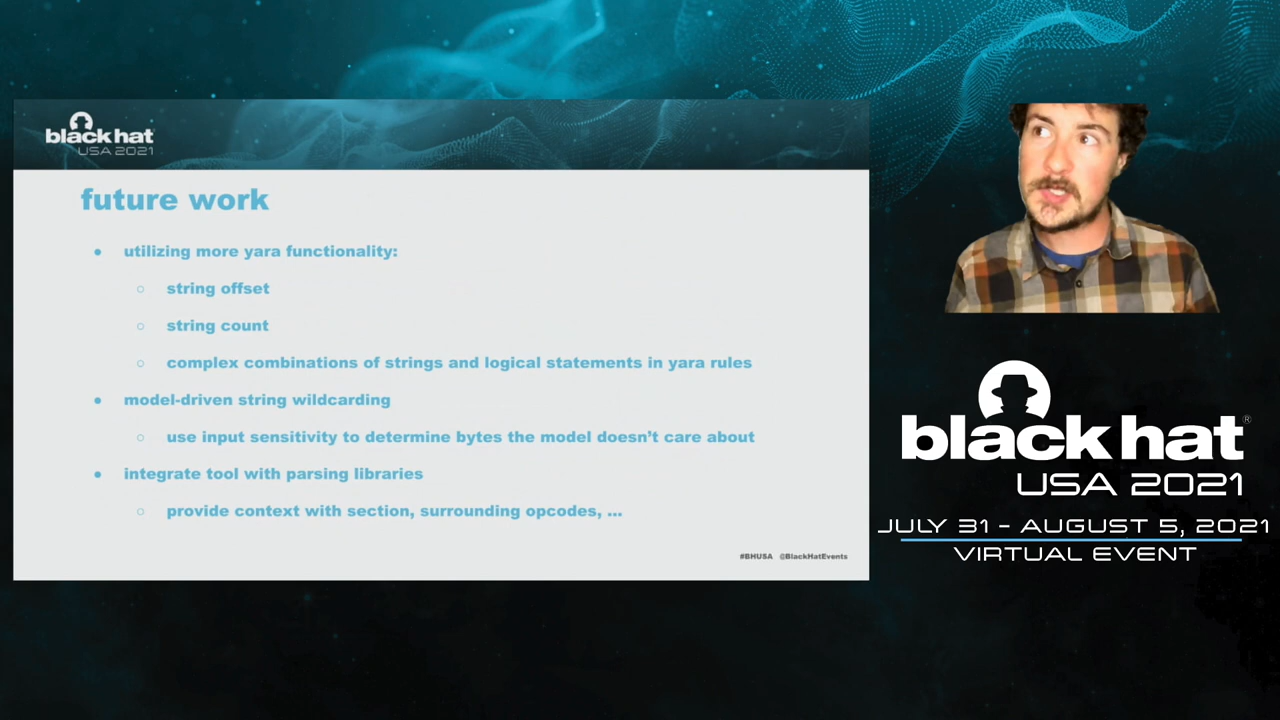 black hat
USA 2021
future work
● utilizing more yara functionality:
○ string offset
○ string count
○ complex combinations of strings and logical statements in yara rules
● model-driven string wildcarding
○ use input sensitivity to determine bytes the model doesn’t care about
● integrate tool with parsing libraries
○ provide context with section, surrounding opcodes, ...
#BHUSA @BlackHatEvents
black hat®
USA 2021
JULY 31 - AUGUST 5, 2021
VIRTUAL EVENT